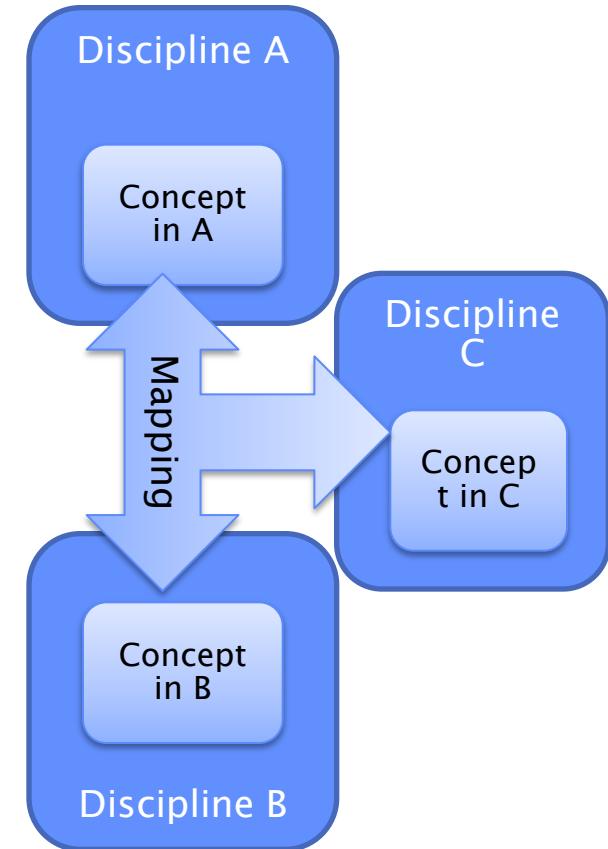 Discipline A
Concept
in A
Discipline
C
Mapping
Concep
t in C
Concept
in B
Discipline B